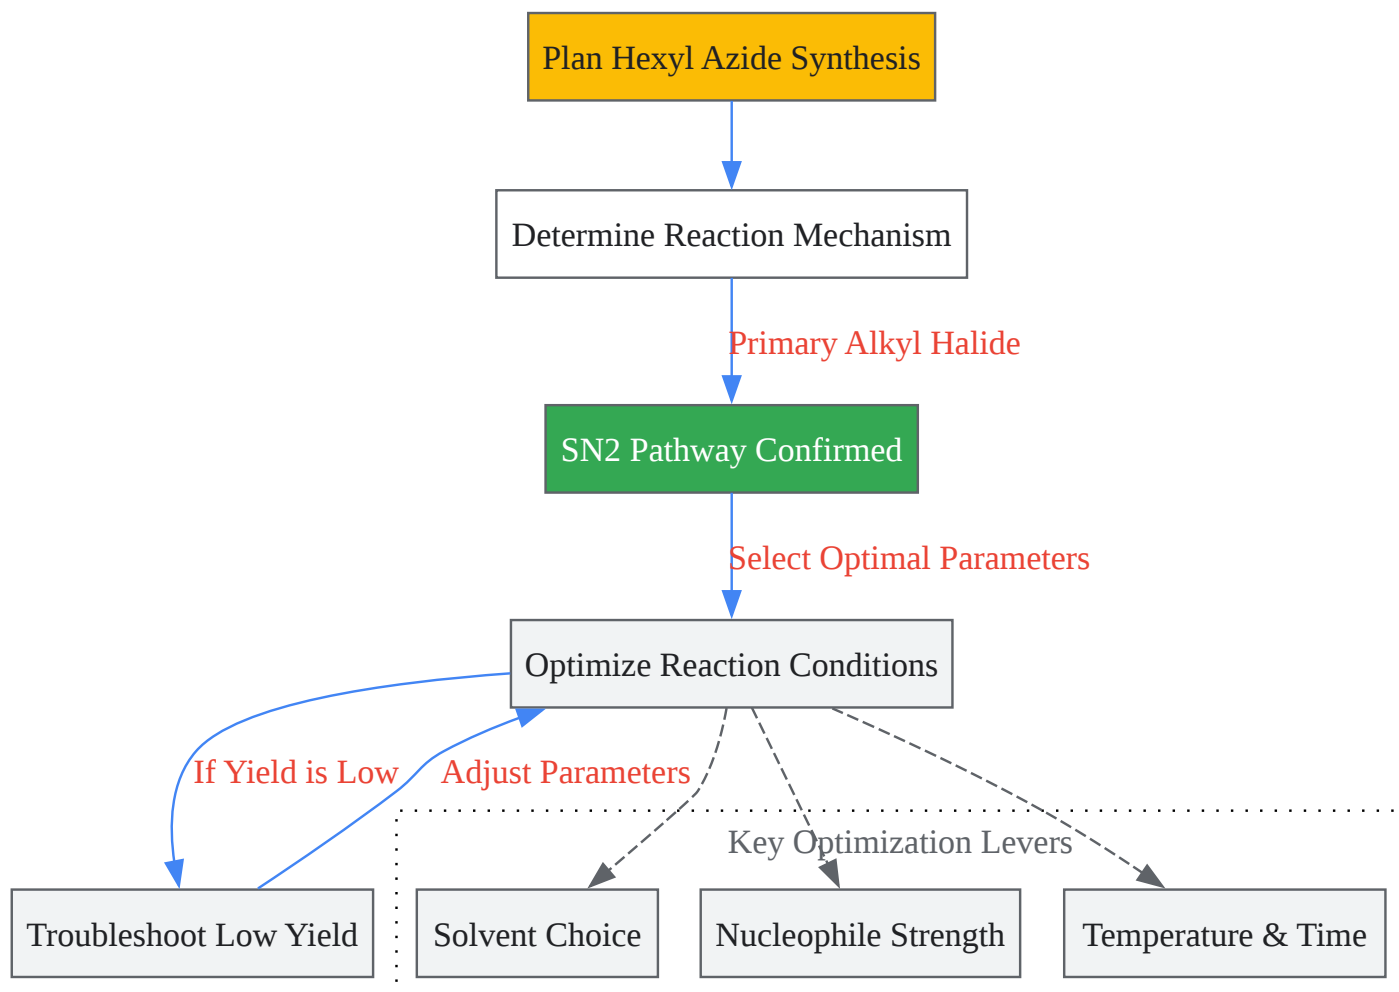 Plan Hexyl Azide Synthesis
Determine Reaction Mechanism
Primary Alkyl Halide
SN2 Pathway Confirmed
Select Optimal Parameters
Optimize Reaction Conditions
If Yield is Low
Adjust Parameters
Key Optimization Levers
Troubleshoot Low Yield
Solvent Choice
Nucleophile Strength
Temperature & Time